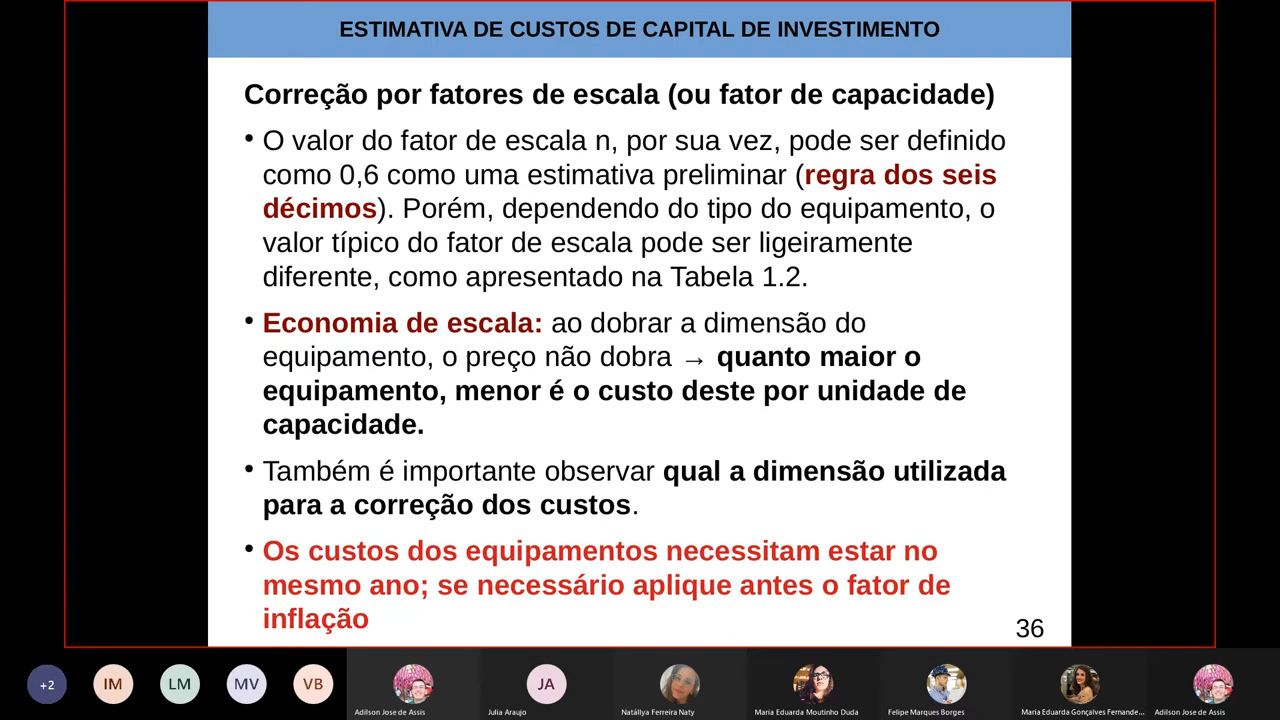 ESTIMATIVA DE CUSTOS DE CAPITAL DE INVESTIMENTO
Correção por fatores de escala (ou fator de capacidade)
• O valor do fator de escala n, por sua vez, pode ser definido
como 0,6 como uma estimativa preliminar (regra dos seis
décimos). Porém, dependendo do tipo do equipamento, o
valor típico do fator de escala pode ser ligeiramente
diferente, como apresentado na Tabela 1.2.
• Economia de escala: ao dobrar a dimensão do
equipamento, o preço não dobra → quanto maior o
equipamento, menor é o custo deste por unidade de
capacidade.
• Também é importante observar qual a dimensão utilizada
para a correção dos custos.
• Os custos dos equipamentos necessitam estar no
mesmo ano; se necessário aplique antes o fator de
inflação
36
+2
IM
LM
MV
VB
JA
Adilson Jose de Assis
Julia Araujo
Natállya Ferreira Naty
Maria Eduarda Moutinho Duda
Felipe Marques Borges
Maria Eduarda Gonçalves Fernande...
Adilson Jose de Assis